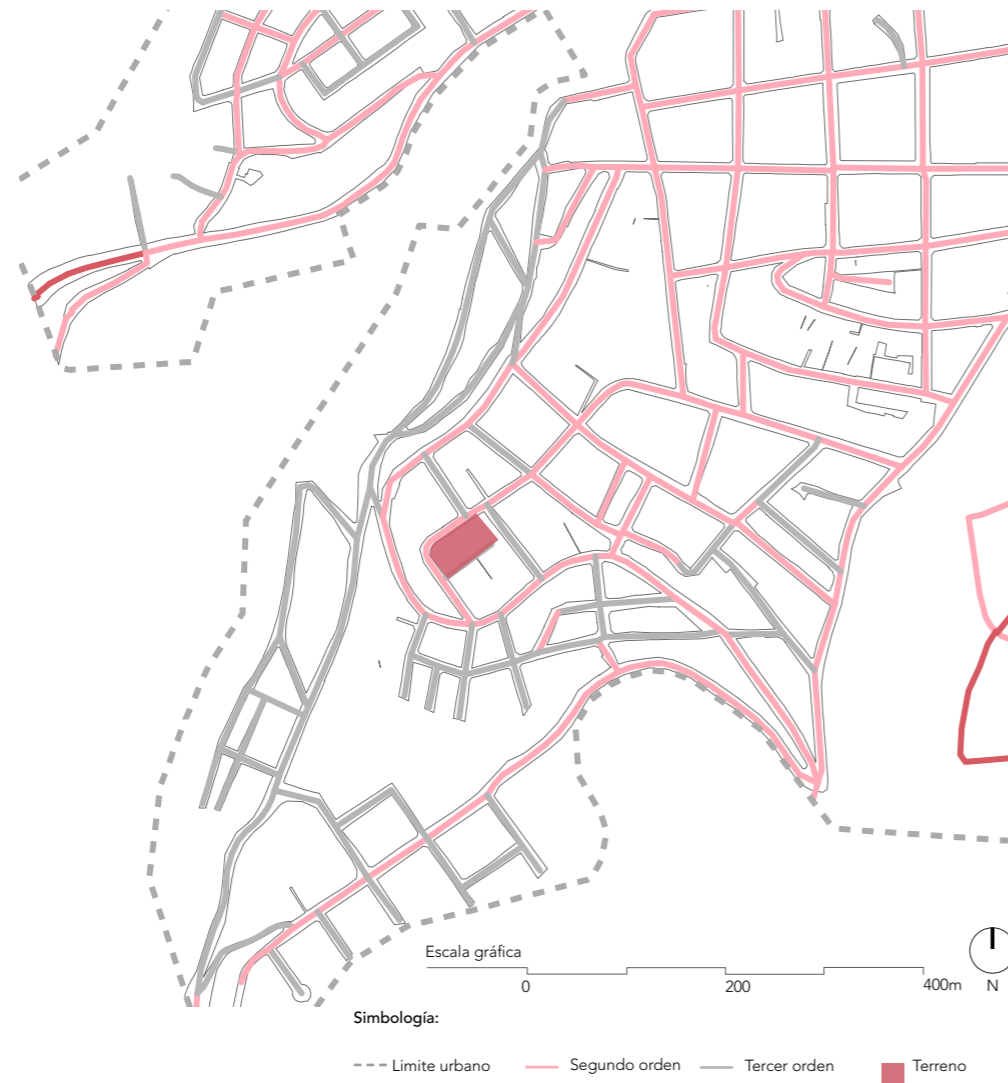 Escala gráfica
0 200 400m N
Simbología:
Limite urbano Segundo orden Tercer orden Terreno